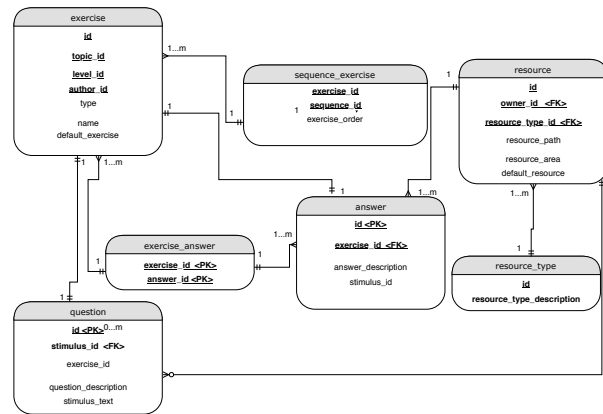 exercise
id
topic_id
level_id
author_id
type
name
default_exercise
1...m
1
1
1
1...m
sequence_exercise
exercise_id
sequence_id
1
exercise_order
1
resource
id
owner_id <FK>
resource_type_id <FK>
resource_path
resource_area
default_resource
1
1...m
1...m
1
1
answer
id <PK>
exercise_id <FK>
answer_description
stimulus_id
1
1...m
exercise_answer
exercise_id <PK>
answer_id <PK>
1
1
resource_type
id
resource_type_description
1
question
id <PK>
0...m
stimulus_id <FK>
exercise_id
question_description
stimulus_text